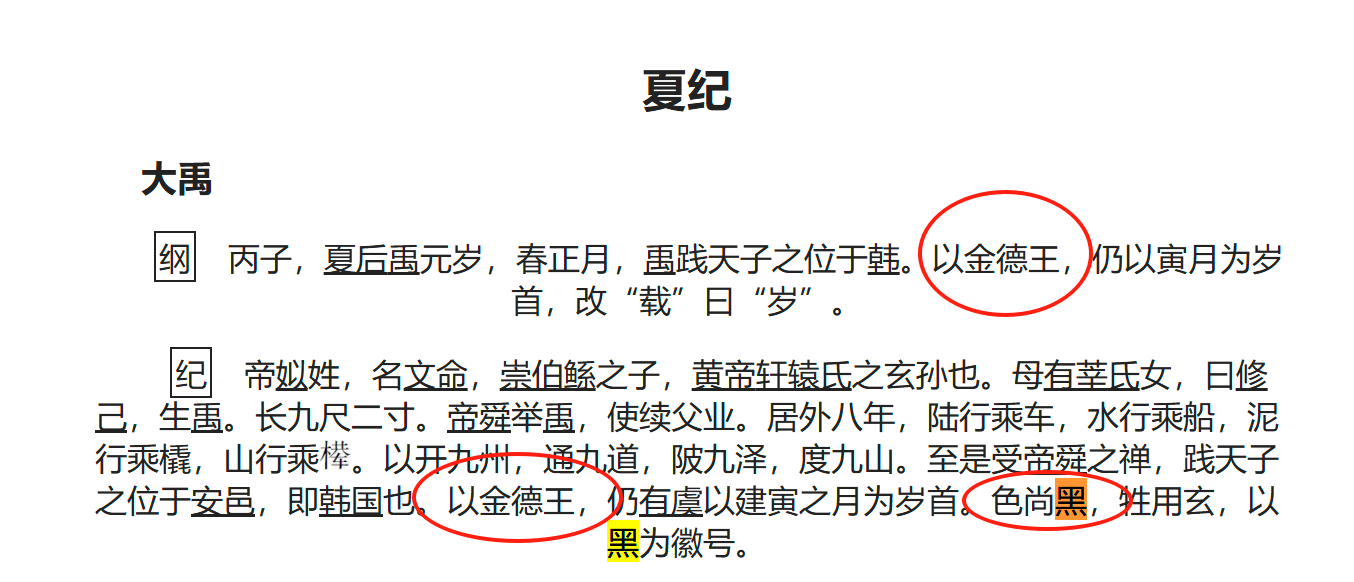 夏纪
大禹
纲 丙子，夏后禹元岁，春正月，禹践天子之位于韩。以金德王，仍以寅月为岁
首，改“载”曰“岁”。
纪 帝姒姓，名文命，崇伯鲧之子，黄帝轩辕氏之玄孙也。母有莘氏女，曰修
己，生禹。长九尺二寸。帝舜举禹，使续父业。居外八年，陆行乘车，水行乘船，泥
行乘橇，山行乘。以开九州，通九道，陂九泽，度九山。至是受帝舜之禅，践天子
之位于安邑，即韩国也。以金德王，仍有虞以建寅之月为岁首。色尚黑，牲用玄，以
黑为徽号。